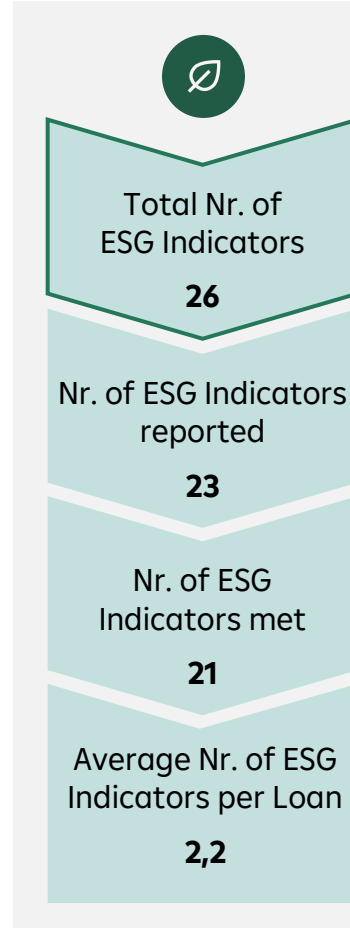 Total Nr. of
ESG Indicators
26
Nr. of ESG Indicators
reported
23
Nr. of ESG
Indicators met
21
Average Nr. of ESG
Indicators per Loan
2,2